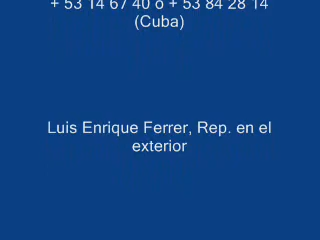 + 53 14 67 40 o + 53 84 28 14
(Cuba)
Luis Enrique Ferrer, Rep. en el
exterior